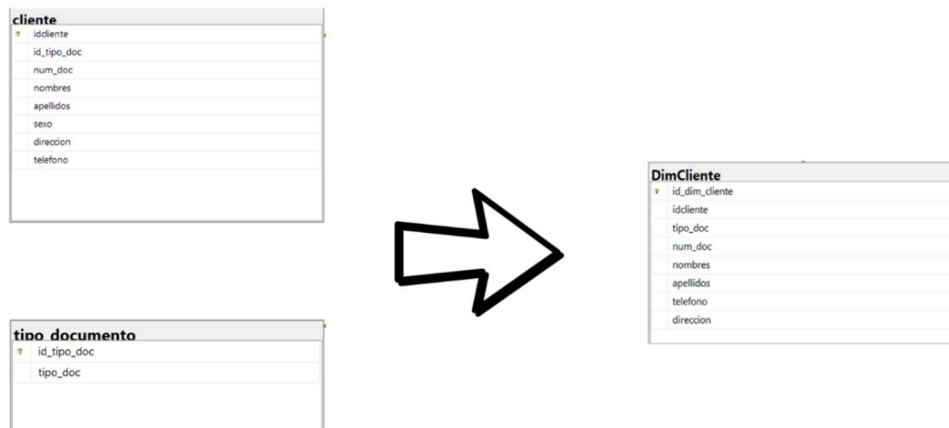 cliente
idcliente
id_tipo_doc
num_doc
nombres
apellidos
sexo
direccion
telefono
tipo_documento
id_tipo_doc
tipo_doc
DimCliente
id_dim_cliente
idcliente
tipo_doc
num_doc
nombres
apellidos
telefono
direccion